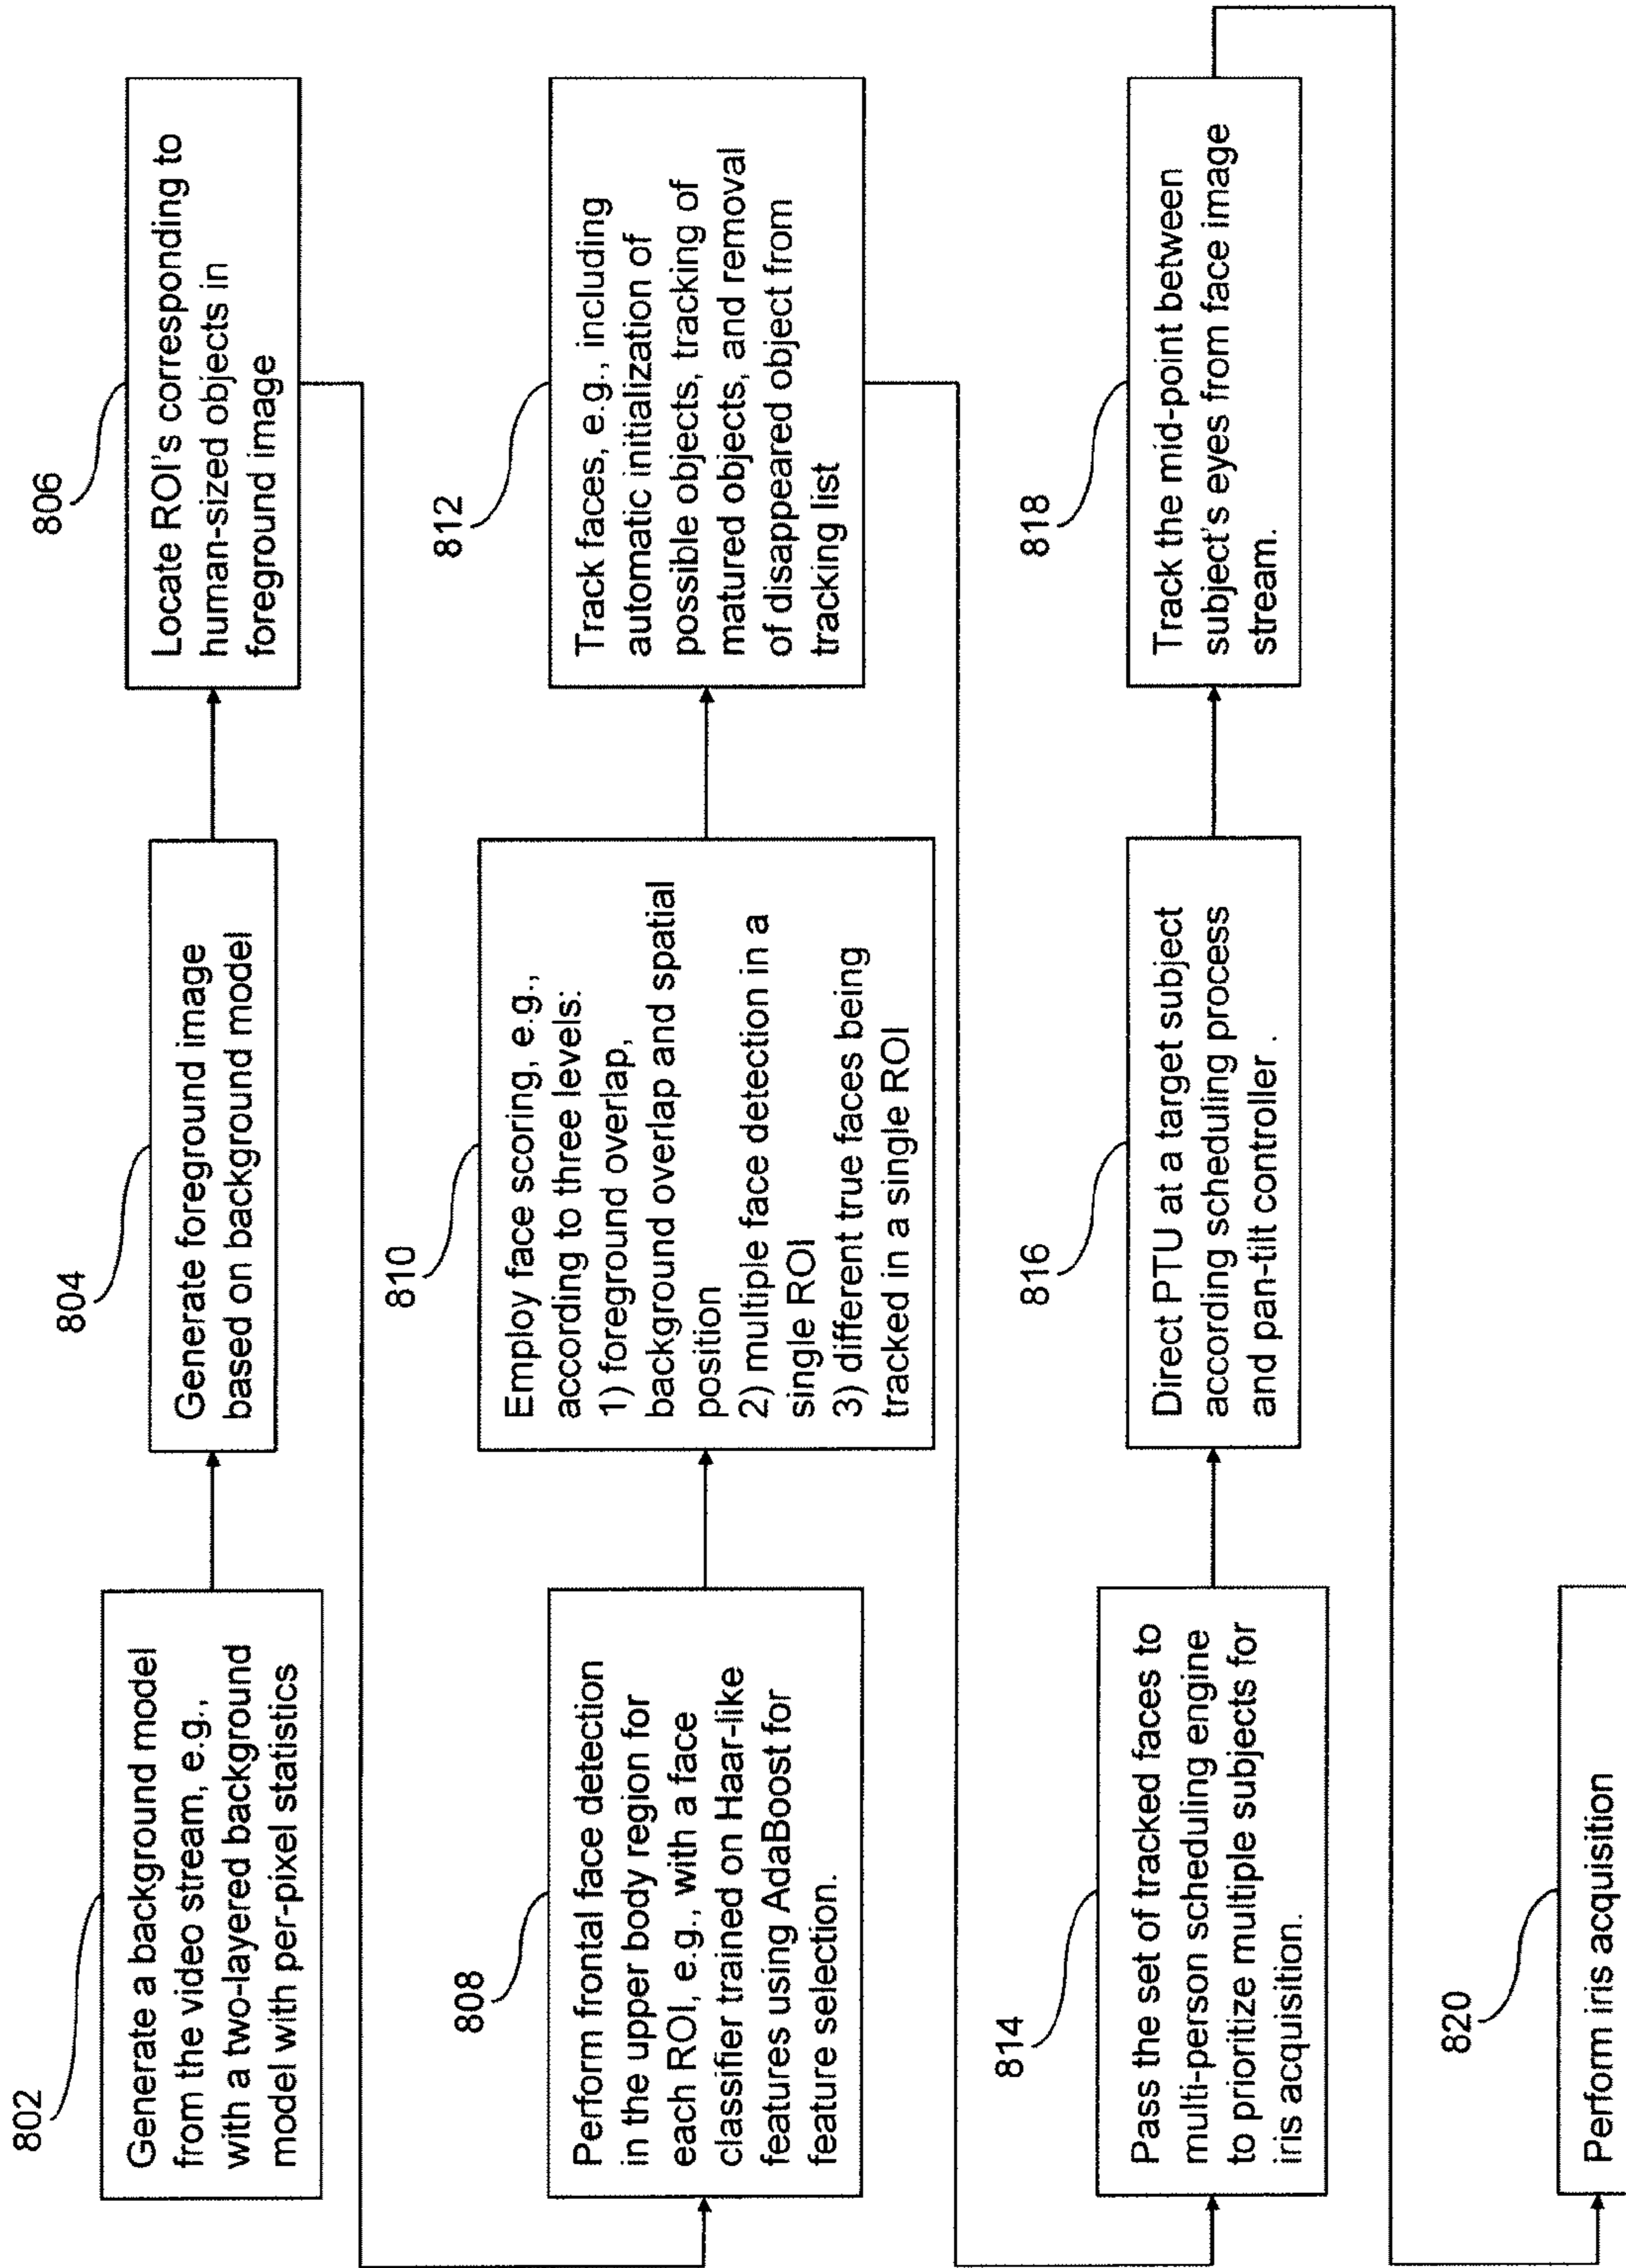 802
Generate a background model
from the video stream, e.g.,
with a two-layered background
model with per-pixel statistics
804
Generate foreground image
based on background model
806
Locate ROI's corresponding to
human-sized objects in
foreground image
808
Perform frontal face detection
in the upper body region for
each ROI, e.g., with a face
classifier trained on Haar-like
features using AdaBoost for
feature selection.
810
Employ face scoring, e.g.,
according to three levels:
1) foreground overlap,
background overlap and spatial
position
2) multiple face detection in a
single ROI
3) different true faces being
tracked in a single ROI
812
Track faces, e.g., including
automatic initialization of
possible objects, tracking of
matured objects, and removal
of disappeared object from
tracking list
814
Pass the set of tracked faces to
multi-person scheduling engine
to prioritize multiple subjects for
iris acquisition.
816
Direct PTU at a target subject
according scheduling process
and pan-tilt controller .
818
Track the mid-point between
subject's eyes from face image
stream.
820
Perform iris acquisition